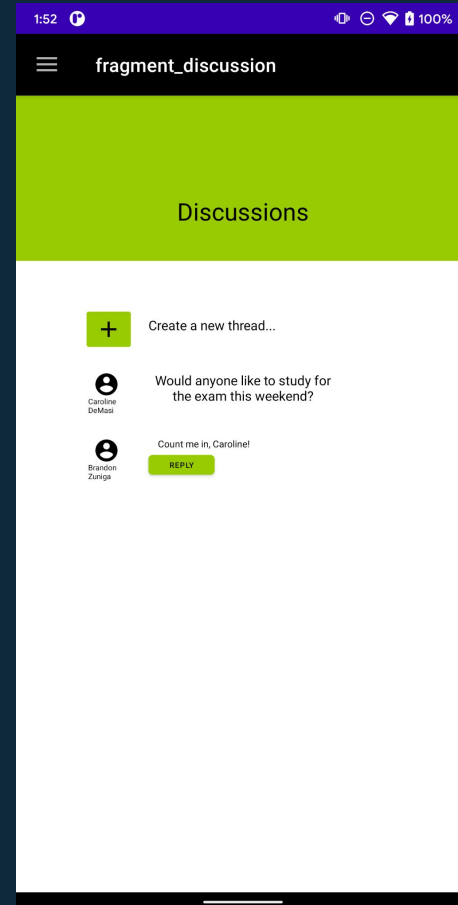 1:52 100%
fragment_discussion
Discussions
Create a new thread...
Would anyone like to study for
the exam this weekend?
Caroline
DeMasi
Count me in, Caroline!
REPLY
Brandon
Zuniga